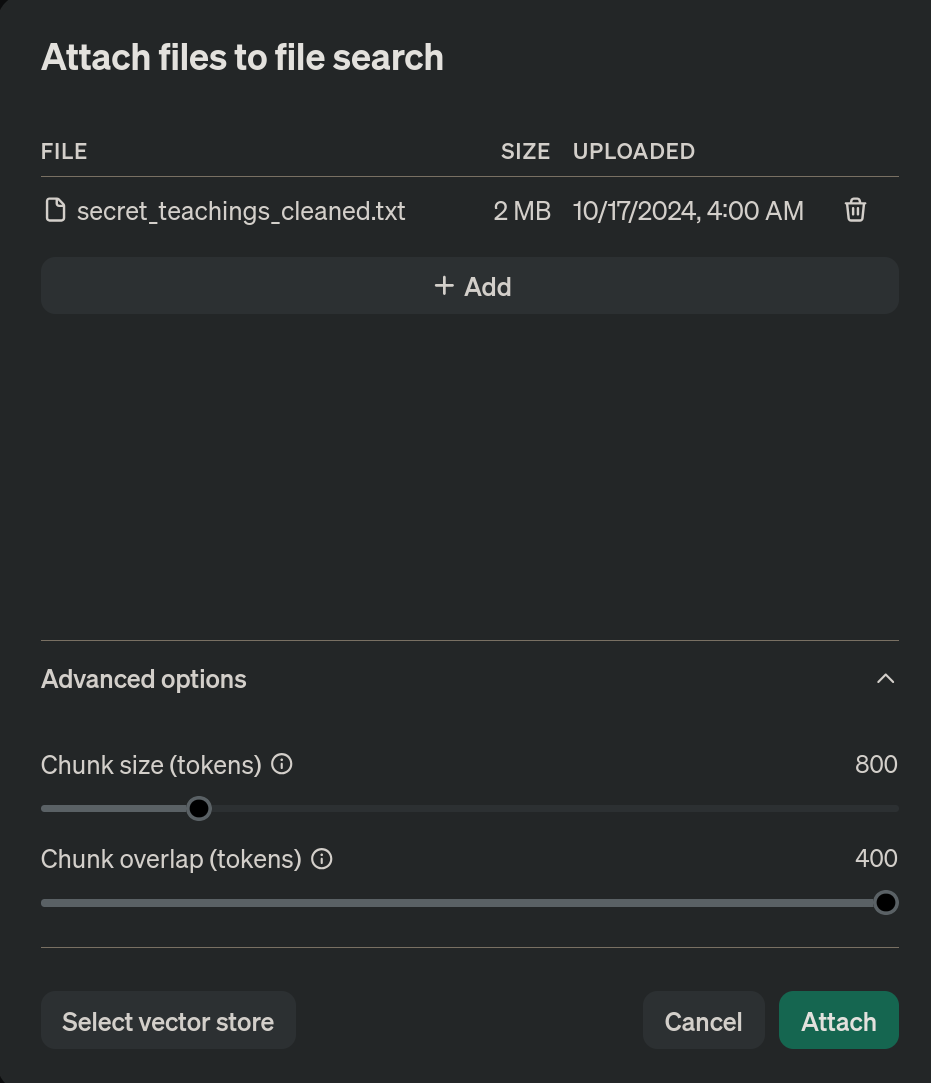 Attach files to file search
FILE SIZE UPLOADED
secret_teachings_cleaned.txt 2 MB 10/17/2024, 4:00 AM
+ Add
Advanced options
Chunk size (tokens) 800
Chunk overlap (tokens) 400
Select vector store Cancel Attach